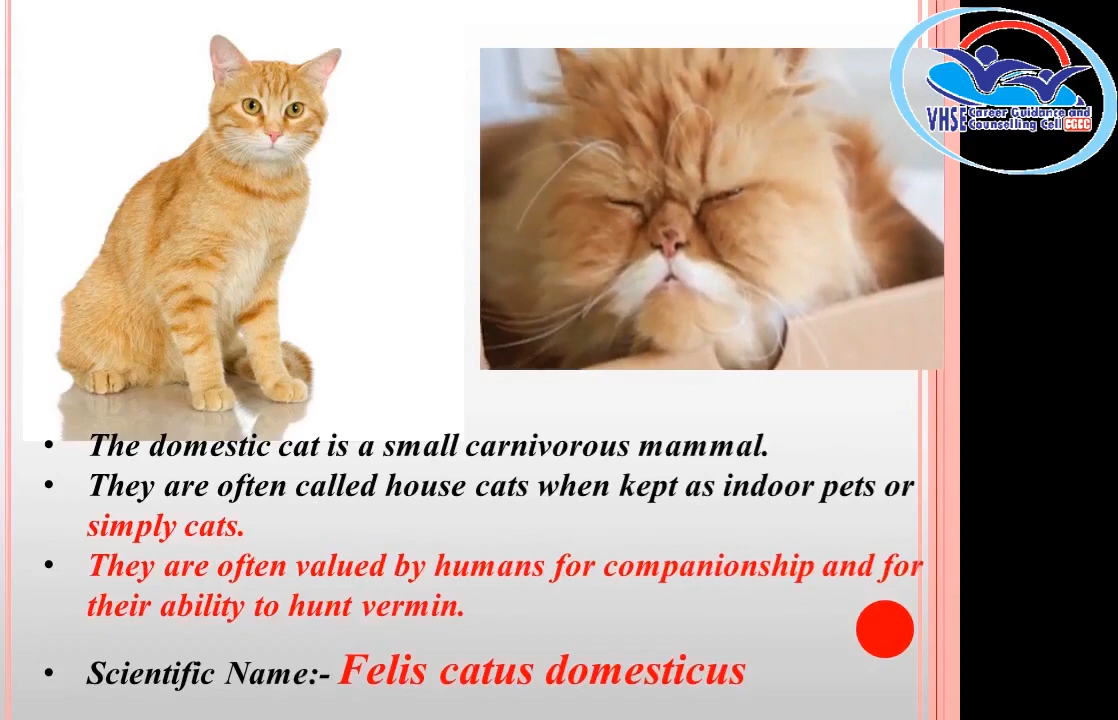 VHSE Career Guidance and
Counselling Cell CGCC
• The domestic cat is a small carnivorous mammal.
• They are often called house cats when kept as indoor pets or
simply cats.
• They are often valued by humans for companionship and for
their ability to hunt vermin.
• Scientific Name:- Felis catus domesticus